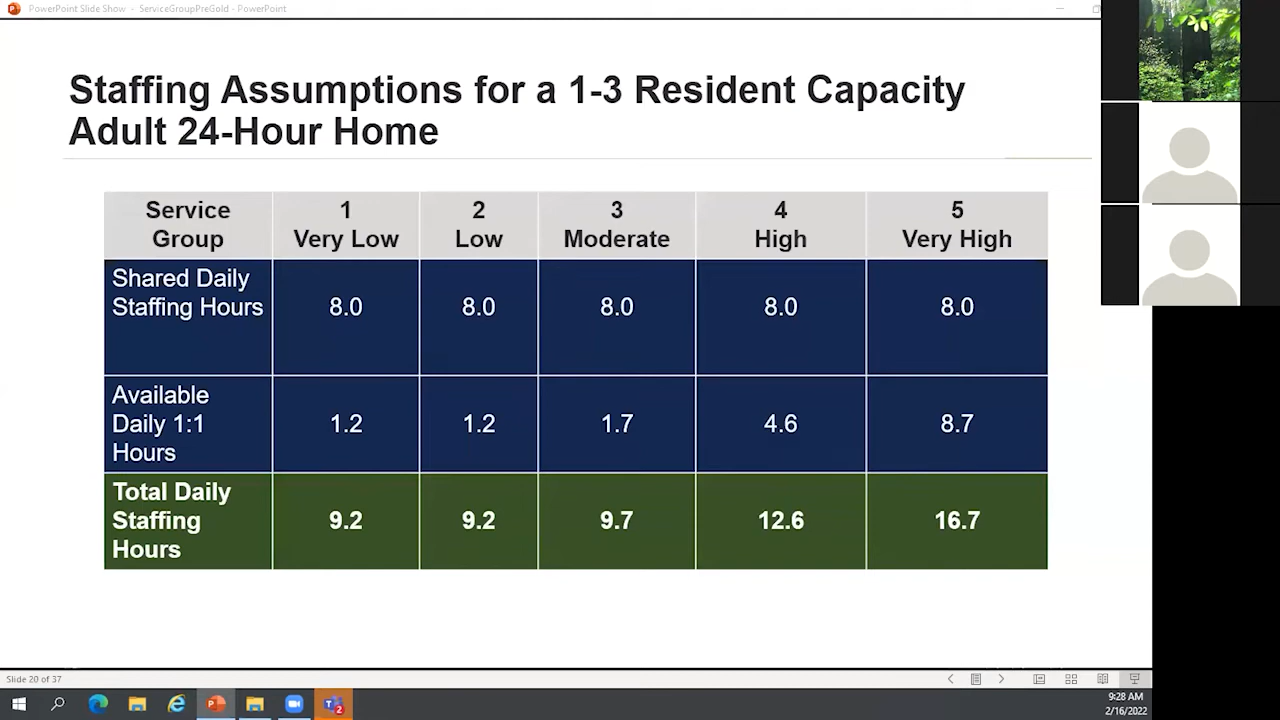 PowerPoint Slide Show - ServiceGroupPreGold - PowerPoint
Staffing Assumptions for a 1-3 Resident Capacity
Adult 24-Hour Home
Service
Group
1
Very Low
2
Low
3
Moderate
4
High
5
Very High
Shared Daily
Staffing Hours
8.0
8.0
8.0
8.0
8.0
Available
Daily 1:1
Hours
1.2
1.2
1.7
4.6
8.7
Total Daily
Staffing
Hours
9.2
9.2
9.7
12.6
16.7
Slide 20 of 37
2
9:28 AM
2/16/2022